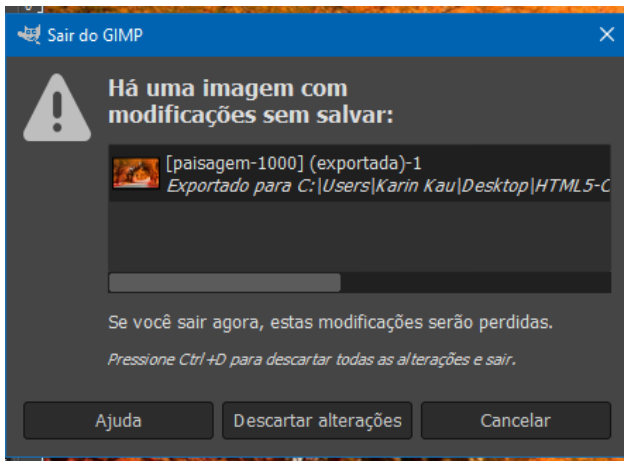 Sair do GIMP
Há uma imagem com
modificações sem salvar:
[paisagem-1000] (exportada)-1
Exportado para C:|Users|Karin Kau|Desktop|HTML5-C
Se você sair agora, estas modificações serão perdidas.
Pressione Ctrl+D para descartar todas as alterações e sair.
Ajuda
Descartar alterações
Cancelar